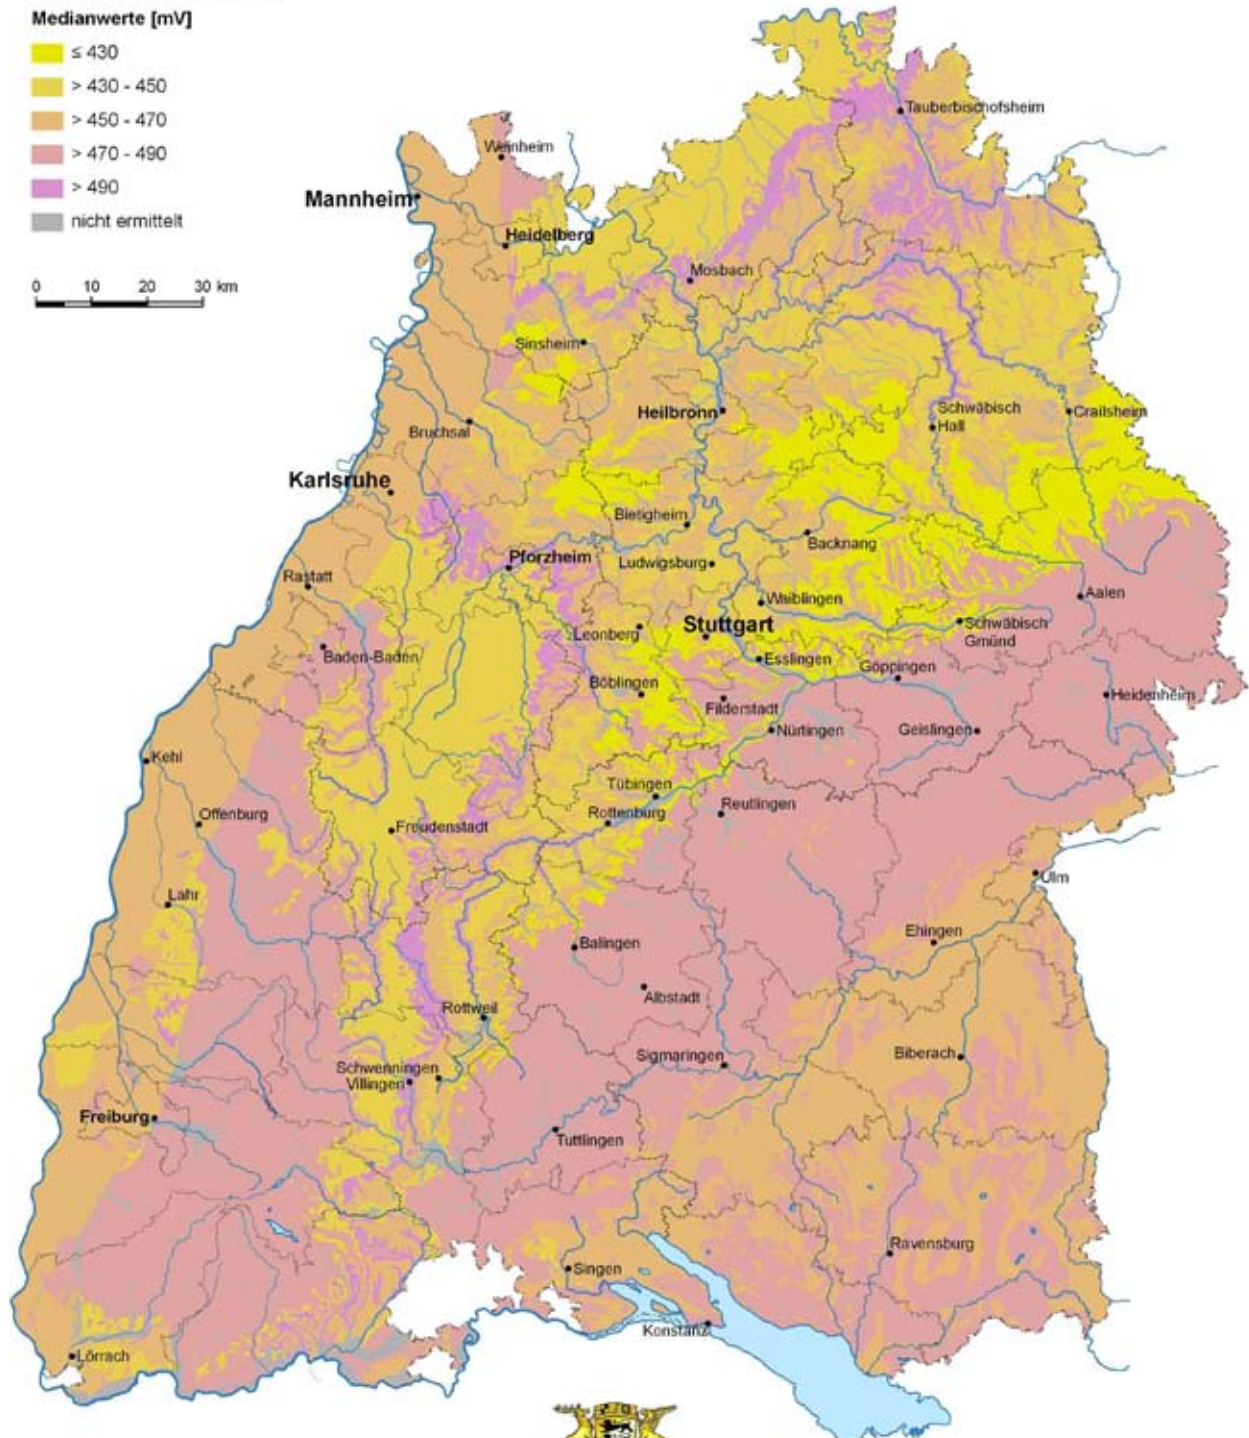 Medianwerte [mV]
≤ 430
> 430 - 450
> 450 - 470
> 470 - 490
> 490
nicht ermittelt
0 10 20 30 km
Tauberbischofsheim
Weinheim
Mannheim
Heidelberg
Mosbach
Sinsheim
Heilbronn
Schwäbisch
Hall
Crailsheim
Bruchsal
Karlsruhe
Bietigheim
Backnang
Pforzheim
Ludwigsburg
Rastatt
Waiblingen
Aalen
Leonberg
Stuttgart
Schwäbisch
Gmünd
Baden-Baden
Esslingen
Göppingen
Böblingen
Filderstadt
Heidenheim
Nürtingen
Geislingen
Kehl
Tübingen
Reutlingen
Offenburg
Freudenstadt
Rottenburg
Ulm
Lahr
Ehingen
Balingen
Albstadt
Rottweil
Sigmaringen
Biberach
Schwenningen
Villingen
Freiburg
Tuttlingen
Ravensburg
Singen
Konstanz
Lörrach